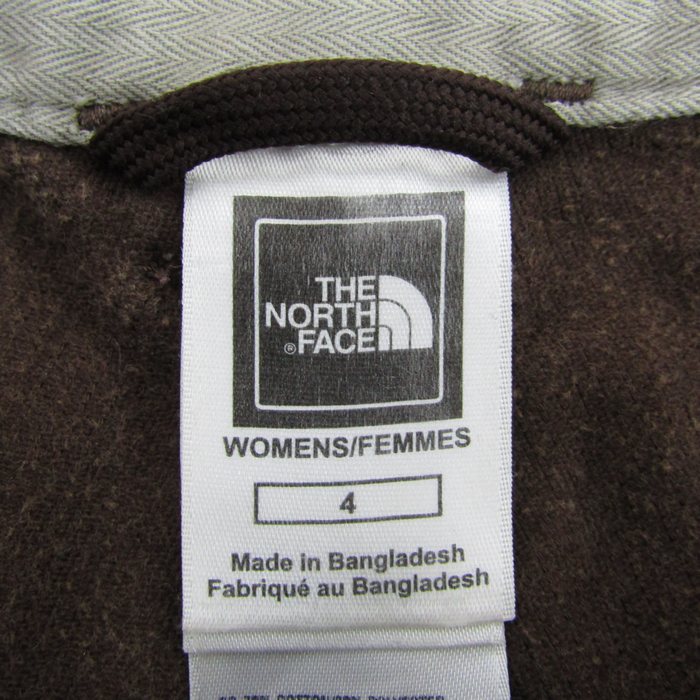 THE
NORTH
®FACE
WOMENS/FEMMES
4
Made in Bangladesh
Fabriqué au Bangladesh